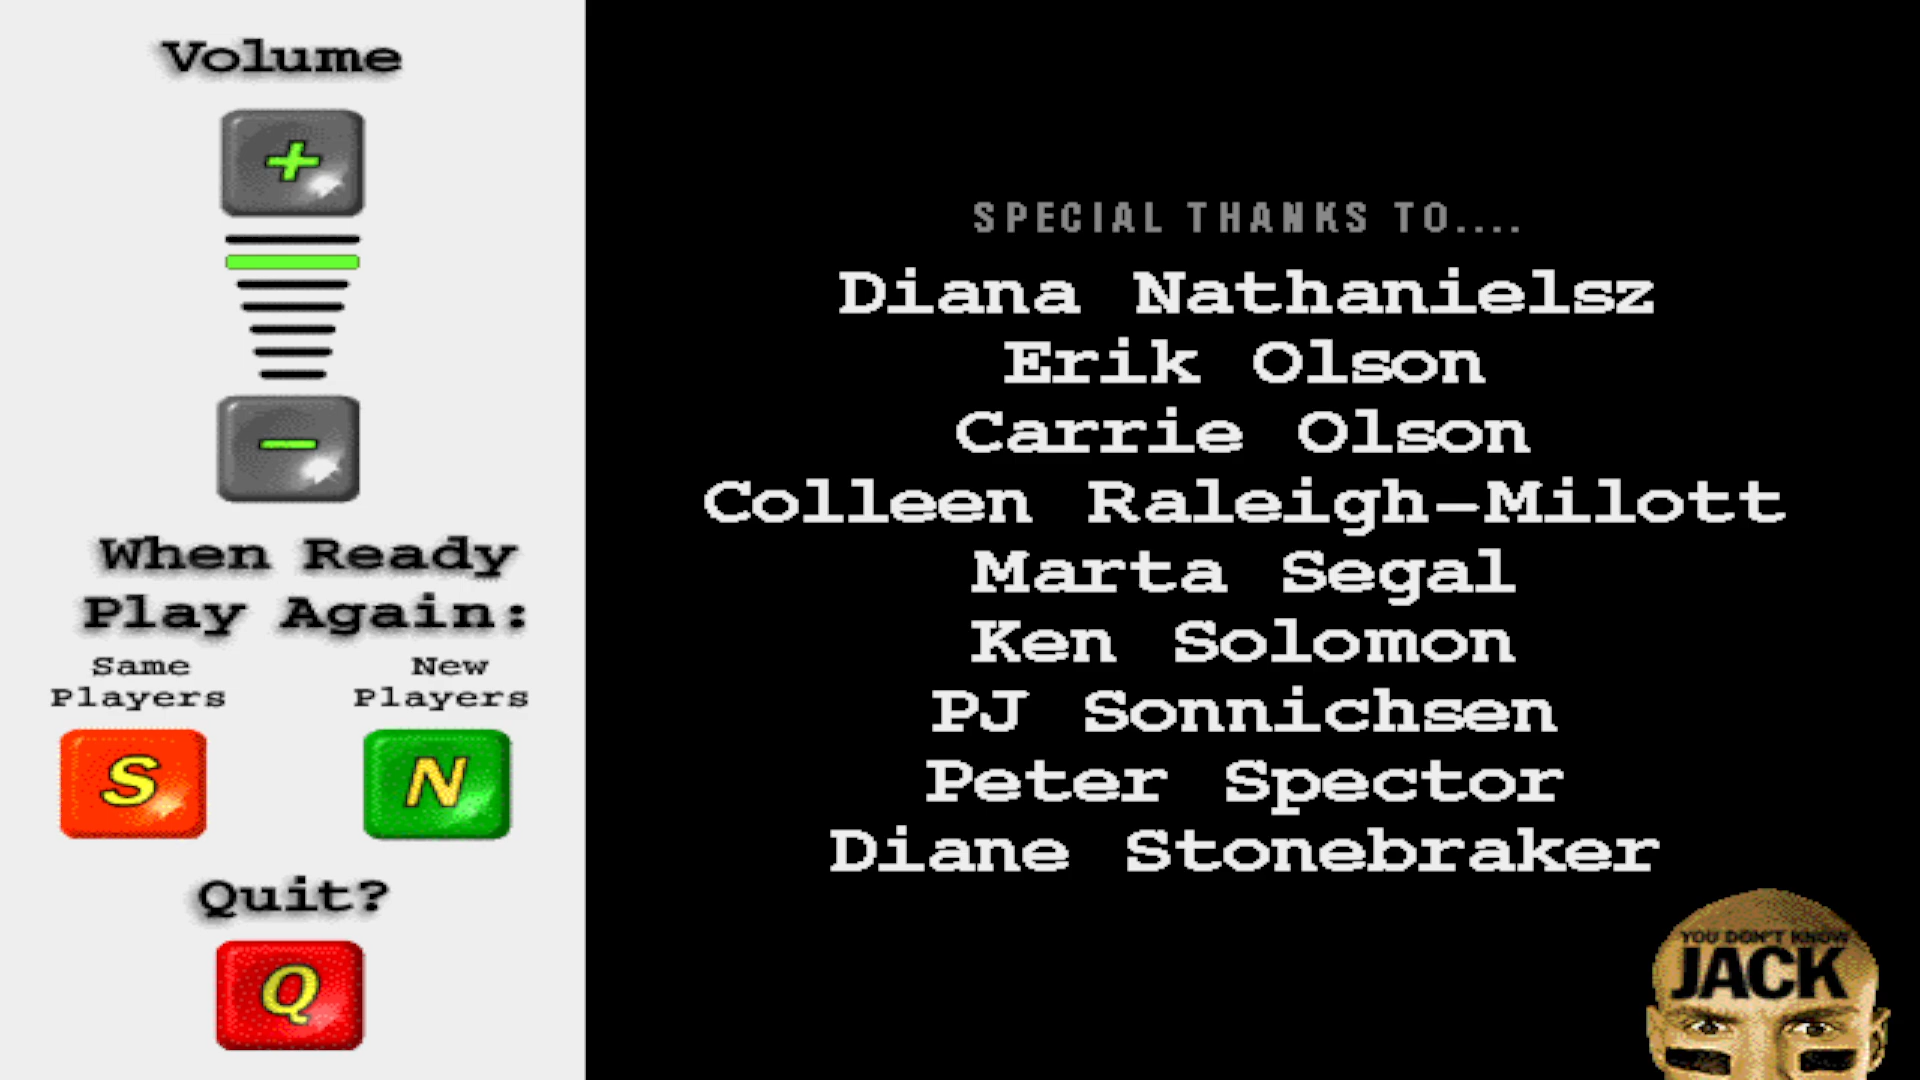 Volume
+
-
When Ready
Play Again:
Same
Players
New
Players
S
N
Quit?
Q
SPECIAL THANKS TO....
Diana Nathanielsz
Erik Olson
Carrie Olson
Colleen Raleigh-Milott
Marta Segal
Ken Solomon
PJ Sonnichsen
Peter Spector
Diane Stonebraker
YOU DON'T KNOW
JACK